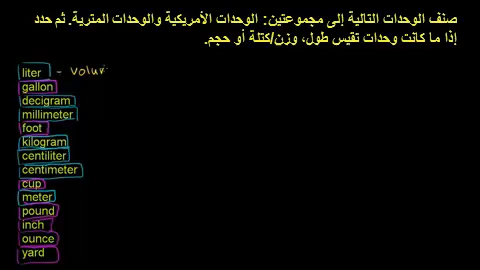 صنف الوحدات التالية إلى مجموعتين: الوحدات الأمريكية والوحدات المترية. ثم حدد
إذا ما كانت وحدات تقيس طول، وزن/كتلة أو حجم.
liter - volur
gallon
decigram
millimeter
foot
kilogram
centiliter
centimeter
cup
meter
pound
inch
ounce
yard